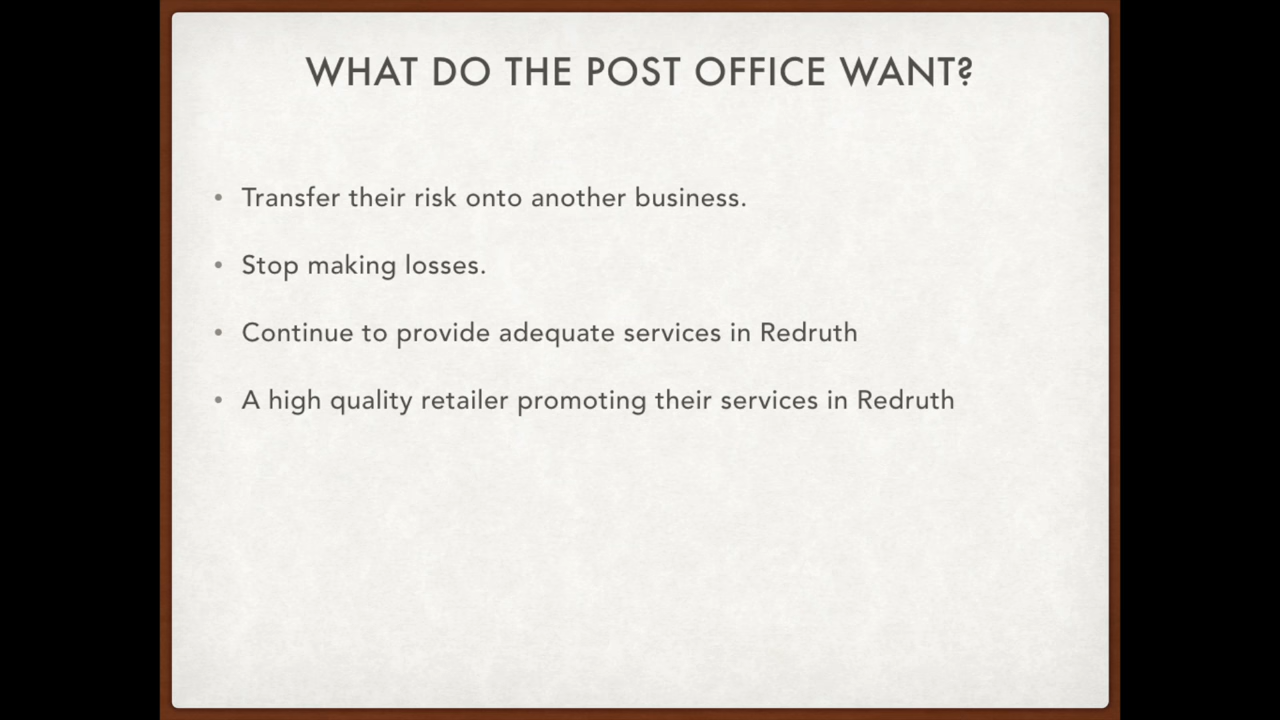 WHAT DO THE POST OFFICE WANT?
• Transfer their risk onto another business.
• Stop making losses.
• Continue to provide adequate services in Redruth
• A high quality retailer promoting their services in Redruth